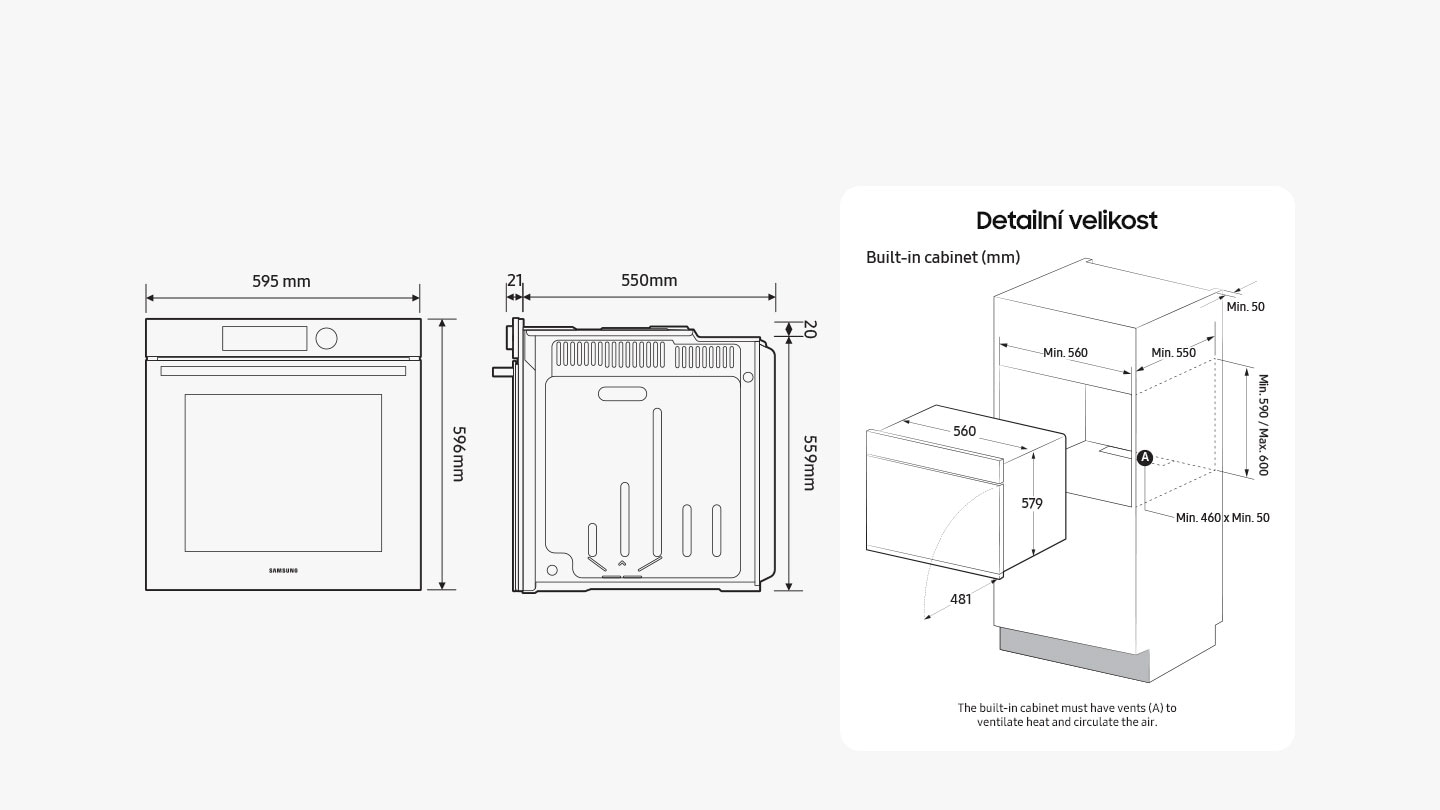 595 mm
596mm
SAMSUNG
21
550mm
20
559mm
Detailní velikost
Built-in cabinet (mm)
Min. 50
Min. 560
Min. 550
Min. 590 / Max. 600
560
A
579
Min. 460 x Min. 50
481
The built-in cabinet must have vents (A) to
ventilate heat and circulate the air.